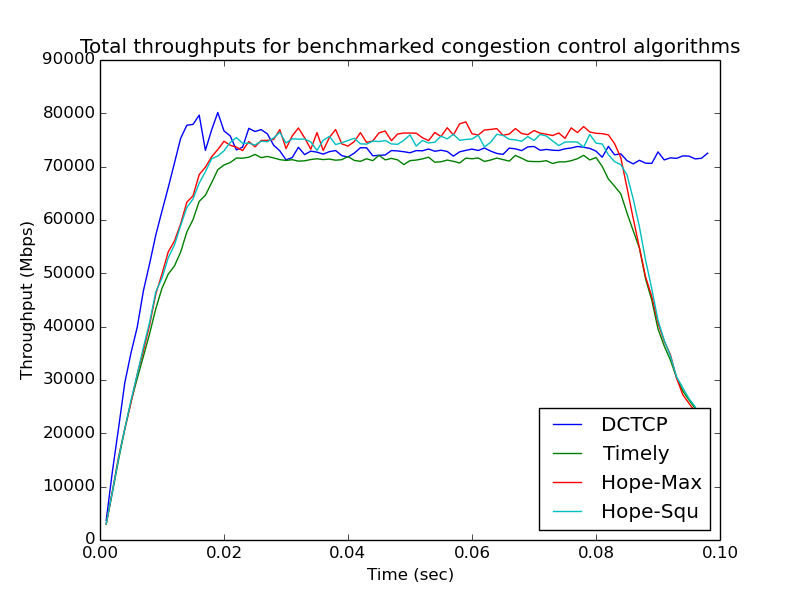 Total throughputs for benchmarked congestion control algorithms
90000
80000
70000
60000
50000
40000
30000
20000
10000
0
Throughput (Mbps)
0.00 0.02 0.04 0.06 0.08 0.10
Time (sec)
DCTCP
Timely
Hope-Max
Hope-Squ